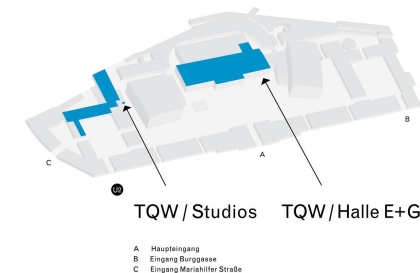 B
C
A
U2
TQW / Studios
TQW / Halle E+G
A Haupteingang
B Eingang Burggasse
C Eingang Mariahilfer Straße